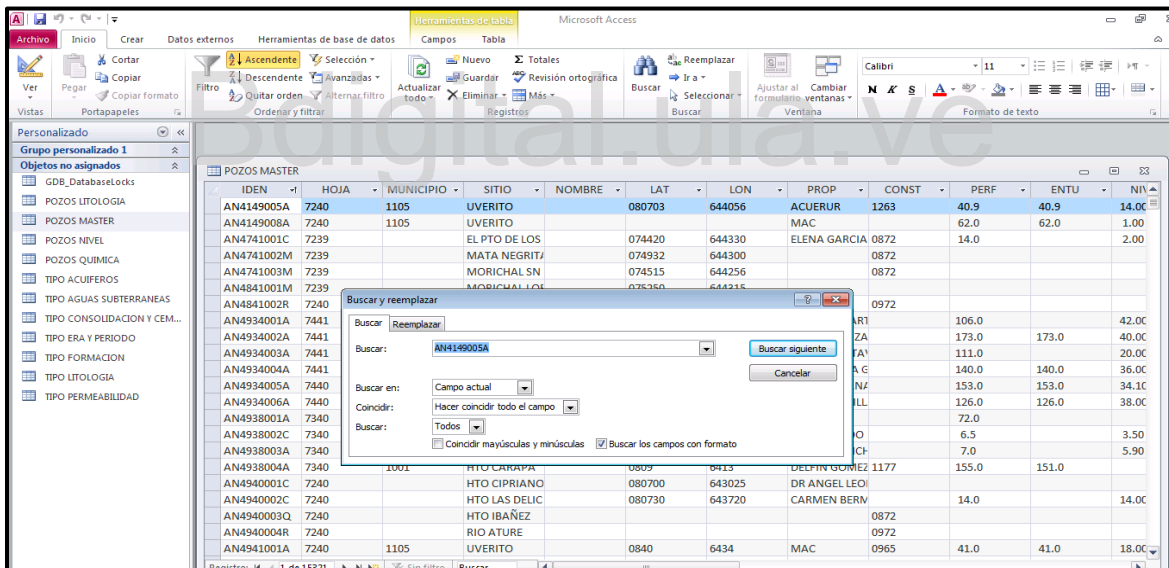 Herramientas de tabla Microsoft Access
Archivo Inicio Crear Datos externos Herramientas de base de datos Campos Tabla
Ver Pegar Cortar Copiar Copiar formato
Vistas Portapapeles
Filtro Ascendente Descendente Quitar orden Selección Avanzadas Alternar filtro
Ordenar y filtrar
Actualizar todo Nuevo Guardar Eliminar Σ Totales Revisión ortográfica Más
Registros
Buscar Reemplazar Ir a Seleccionar
Buscar
Ajustar al formulario Cambiar ventanas
Ventana
Calibri 11
N K S
Formato de texto
Bdigital.ula.ve
Personalizado
Grupo personalizado 1
Objetos no asignados
GDB_DatabaseLocks
POZOS LITOLOGIA
POZOS MASTER
POZOS NIVEL
POZOS QUIMICA
TIPO ACUIFEROS
TIPO AGUAS SUBTERRANEAS
TIPO CONSOLIDACION Y CEM...
TIPO ERA Y PERIODO
TIPO FORMACION
TIPO LITOLOGIA
TIPO PERMEABILIDAD
POZOS MASTER
IDEN HOJA MUNICIPIO SITIO NOMBRE LAT LON PROP CONST PERF ENTU
AN4149005A 7240 1105 UVERITO 080703 644056 ACUERUR 1263 40.9 40.9 14.00
AN4149008A 7240 1105 UVERITO MAC 62.0 62.0 1.00
AN4741001C 7239 EL PTO DE LOS 074420 644330 ELENA GARCIA 0872 14.0 2.00
AN4741002M 7239 MATA NEGRITA 074932 644300 0872
AN4741003M 7239 MORICHAL SN 074515 644256 0872
AN4841001M 7239 MORICHAL LOS 075250 644315
AN4841002R 7240 0972
AN4934001A 7441 106.0 42.00
AN4934002A 7441 173.0 173.0 40.00
AN4934003A 7441 111.0 20.00
AN4934004A 7441 140.0 140.0 36.00
AN4934005A 7440 153.0 153.0 34.10
AN4934006A 7440 126.0 126.0 38.00
AN4938001A 7340 72.0
AN4938002C 7340 6.5 3.50
AN4938003A 7340 7.0 5.90
AN4938004A 7340 1001 HTO CARAPA 0809 6413 DELFIN GOMEZ 1177 155.0 151.0
AN4940001C 7240 HTO CIPRIANO 080700 643025 DR ANGEL LEO
AN4940002C 7240 HTO LAS DELIC 080730 643720 CARMEN BERM 14.0 14.00
AN4940003Q 7240 HTO IBAÑEZ 0872
AN4940004R 7240 RIO ATURE 0972
AN4941001A 7240 1105 UVERITO 0840 6434 MAC 0965 41.0 41.0 18.00
Registro: 1 de 15321 Sin filtro Buscar
Buscar y reemplazar
Buscar Reemplazar
Buscar: AN4149005A Buscar siguiente
Cancelar
Buscar en: Campo actual
Coincidir: Hacer coincidir todo el campo
Buscar: Todos
Coincidir mayúsculas y minúsculas Buscar los campos con formato